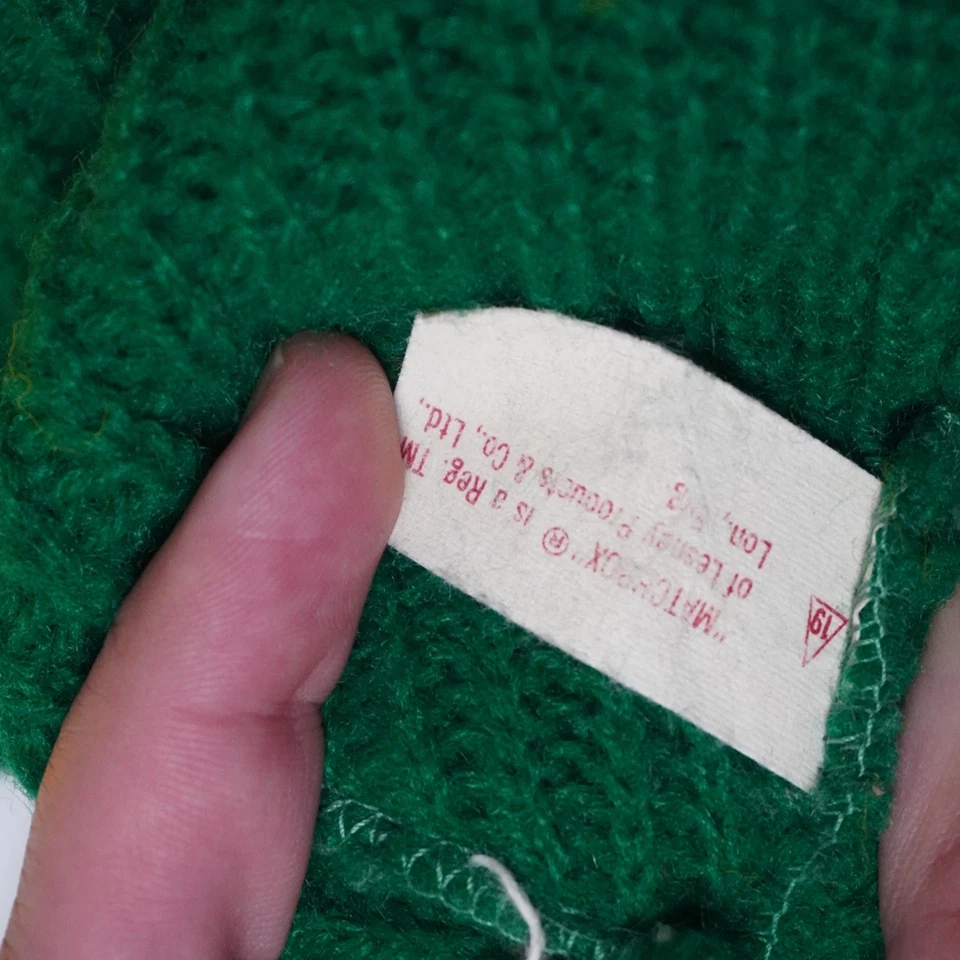 19
"MATCHBOX" ® is a Reg. TM
of Lesney Products & Co., Ltd.,
Lon., Eng